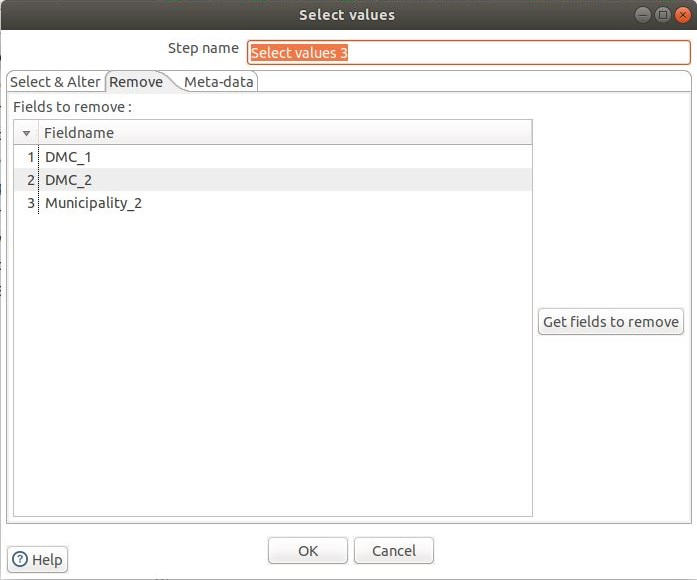 Select values
Step name Select values 3
Select & Alter Remove Meta-data
Fields to remove :
Fieldname
1 DMC_1
2 DMC_2
3 Municipality_2
Get fields to remove
OK Cancel
Help